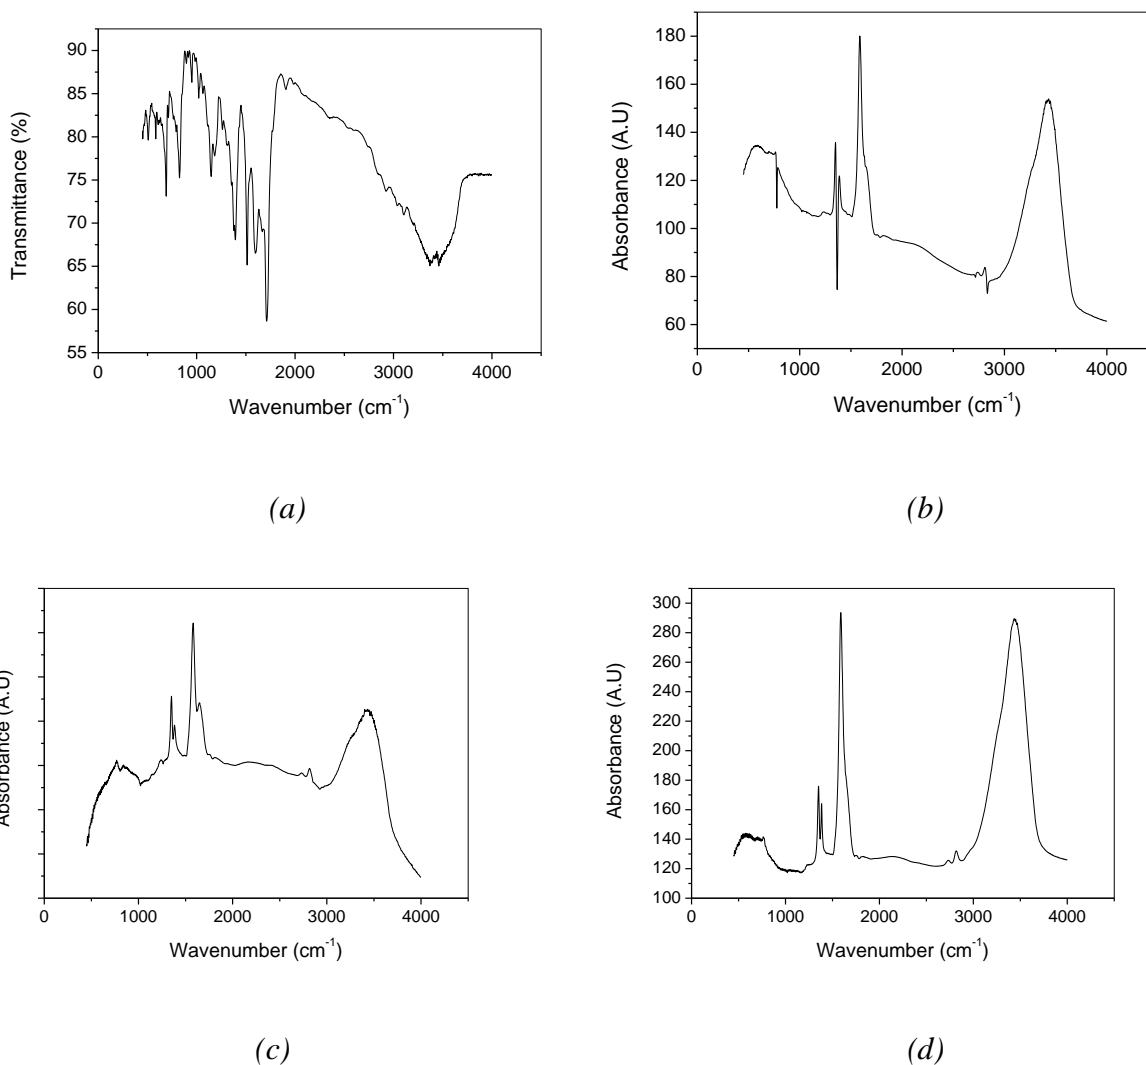 90
85
80
75
70
65
60
55
Transmittance (%)
0 1000 2000 3000 4000
Wavenumber (cm-1)
(a)
180
160
140
120
100
80
60
Absorbance (A.U)
0 1000 2000 3000 4000
Wavenumber (cm-1)
(b)
Absorbance (A.U)
0 1000 2000 3000 4000
Wavenumber (cm-1)
(c)
300
280
260
240
220
200
180
160
140
120
100
Absorbance (A.U)
0 1000 2000 3000 4000
Wavenumber (cm-1)
(d)